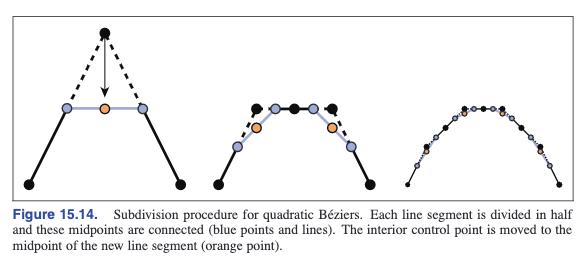 Figure 15.14. Subdivision procedure for quadratic Béziers. Each line segment is divided in half
and these midpoints are connected (blue points and lines). The interior control point is moved to the
midpoint of the new line segment (orange point).